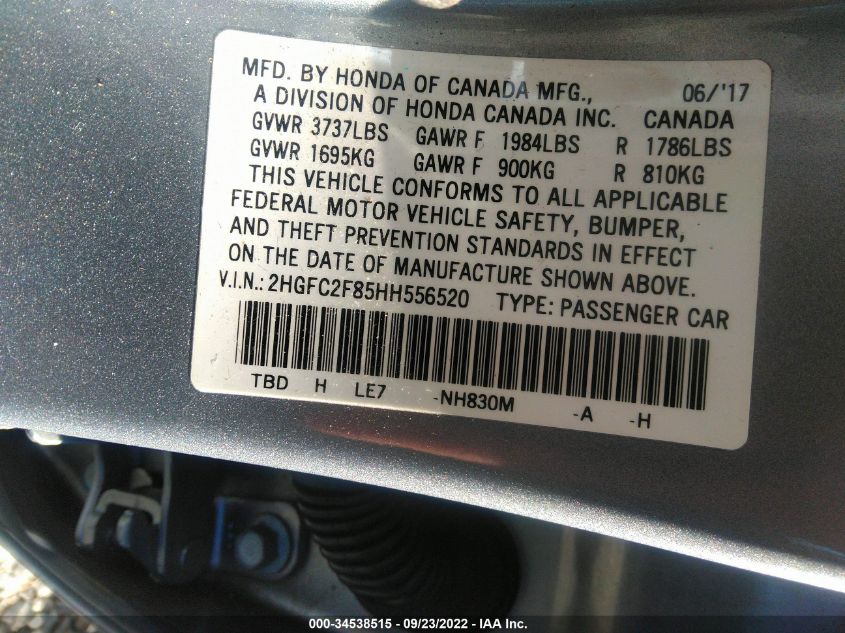 MFD. BY HONDA OF CANADA MFG., 06/'17
A DIVISION OF HONDA CANADA INC. CANADA
GVWR 3737LBS GAWR F 1984LBS R 1786LBS
GVWR 1695KG GAWR F 900KG R 810KG
THIS VEHICLE CONFORMS TO ALL APPLICABLE
FEDERAL MOTOR VEHICLE SAFETY, BUMPER,
AND THEFT PREVENTION STANDARDS IN EFFECT
ON THE DATE OF MANUFACTURE SHOWN ABOVE.
V.I.N.: 2HGFC2F85HH556520 TYPE: PASSENGER CAR
TBD H LE7 -NH830M -A -H
000-34538515 - 09/23/2022 - IAA Inc.